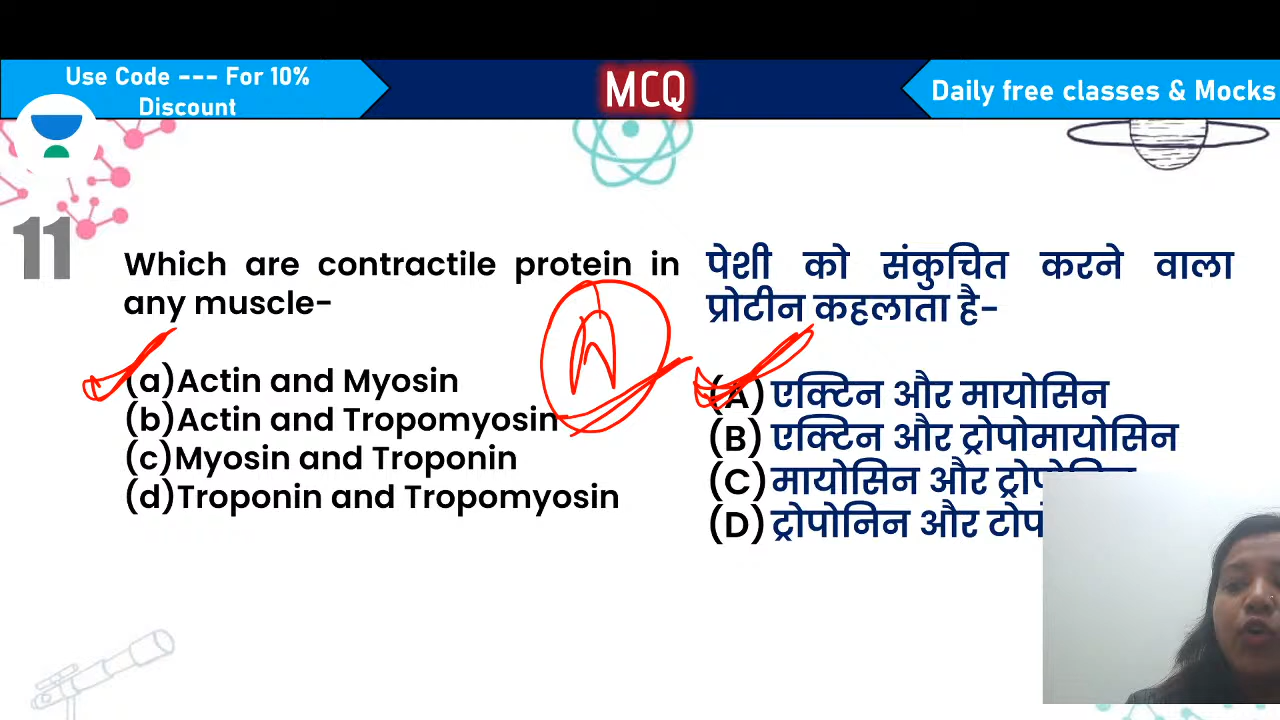 Use Code --- For 10%
Discount
MCQ
Daily free classes & Mocks
11
Which are contractile protein in
any muscle-
(a)Actin and Myosin
(b)Actin and Tropomyosin
(c)Myosin and Troponin
(d)Troponin and Tropomyosin
A
पेशी को संकुचित करने वाला
प्रोटीन कहलाता है-
(A) एक्टिन और मायोसिन
(B) एक्टिन और ट्रोपोमायोसिन
(C) मायोसिन और
(D) ट्रोपोनिन और